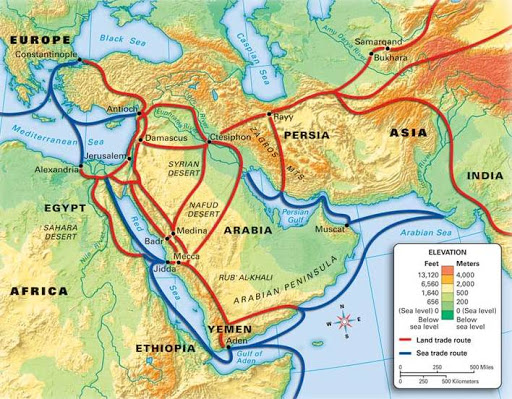 EUROPE
Black Sea
Constantinople
Caspian Sea
Amu Darya River
Samarqand
Bukhara
Antioch
Euphrates River
Rayy
Mediterranean Sea
Damascus
Ctesiphon
ZAGROS MTS.
PERSIA
ASIA
Jerusalem
SYRIAN
DESERT
Alexandria
INDIA
EGYPT
NAFUD
DESERT
Persian
Gulf
SAHARA
DESERT
Red
Sea
Medina
Badr
ARABIA
Muscat
Arabian Sea
Mecca
Jidda
RUB' AL-KHALI
ARABIAN PENINSULA
AFRICA
YEMEN
Aden
ETHIOPIA
Gulf of
Aden
N
W
E
S
ELEVATION
Feet Meters
13,120 4,000
6,560 2,000
1,640 500
656 200
(Sea level) 0 0 (Sea level)
Below Below
sea level sea level
Land trade route
Sea trade route
0 250 500 Miles
0 250 500 Kilometers